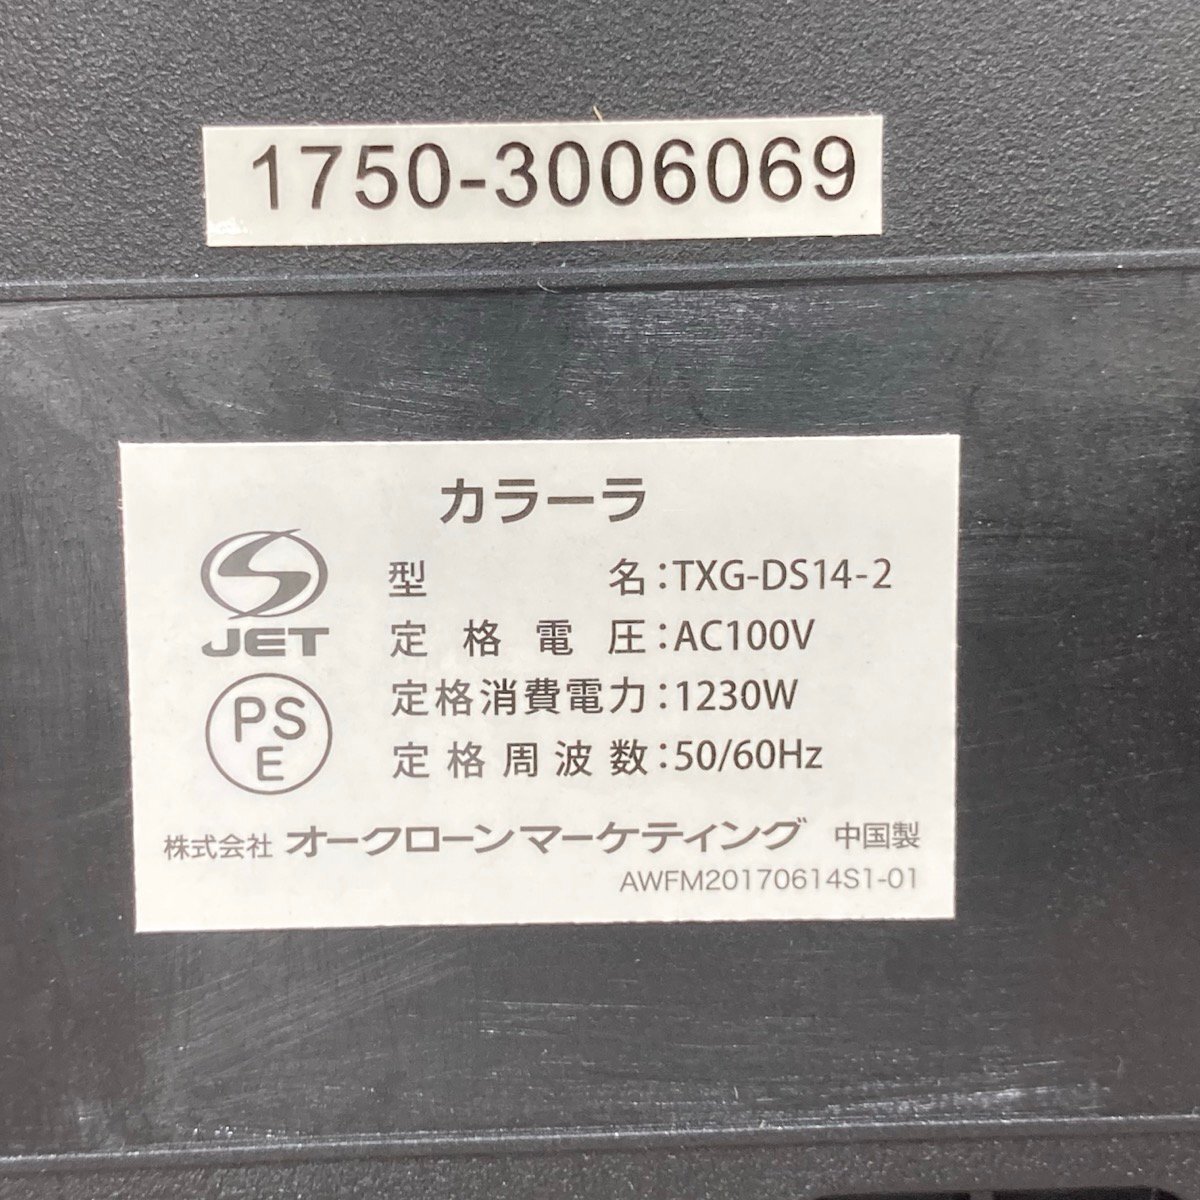 1750-3006069
カラーラ
JET
PS
E
型名:TXG-DS14-2
定格電圧:AC100V
定格消費電力:1230W
定格周波数:50/60Hz
株式会社 オークローンマーケティング 中国製
AWFM20170614S1-01